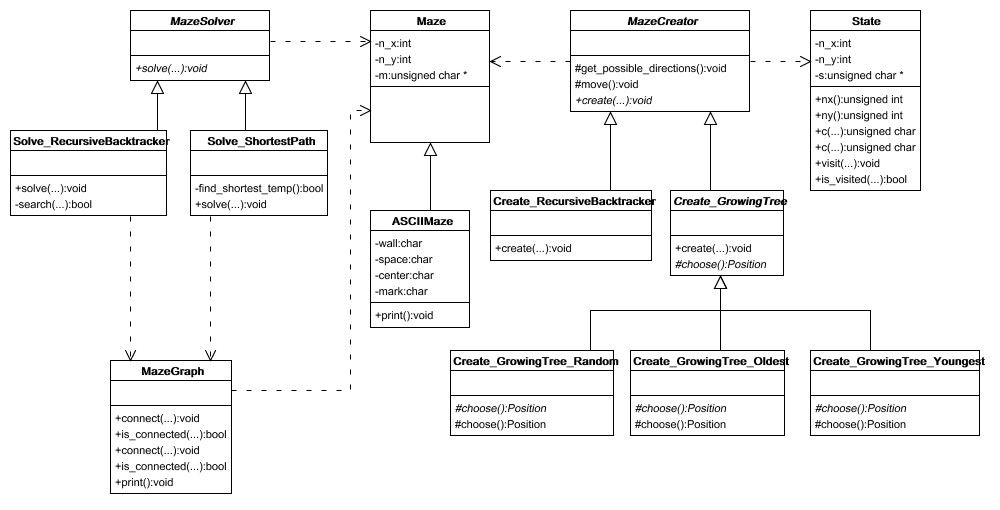 MazeSolver
+solve(...):void
Maze
-n_x:int
-n_y:int
-m:unsigned char *
MazeCreator
#get_possible_directions():void
#move():void
+create(...):void
State
-n_x:int
-n_y:int
-s:unsigned char *
+nx():unsigned int
+ny():unsigned int
+c(...):unsigned char
+c(...):unsigned char
+visit(...):void
+is_visited(...):bool
Solve_RecursiveBacktracker
+solve(...):void
-search(...):bool
Solve_ShortestPath
-find_shortest_temp():bool
+solve(...):void
ASCIIMaze
-wall:char
-space:char
-center:char
-mark:char
+print():void
Create_RecursiveBacktracker
+create(...):void
Create_GrowingTree
+create(...):void
#choose():Position
MazeGraph
+connect(...):void
+is_connected(...):bool
+connect(...):void
+is_connected(...):bool
+print():void
Create_GrowingTree_Random
#choose():Position
#choose():Position
Create_GrowingTree_Oldest
#choose():Position
#choose():Position
Create_GrowingTree_Youngest
#choose():Position
#choose():Position